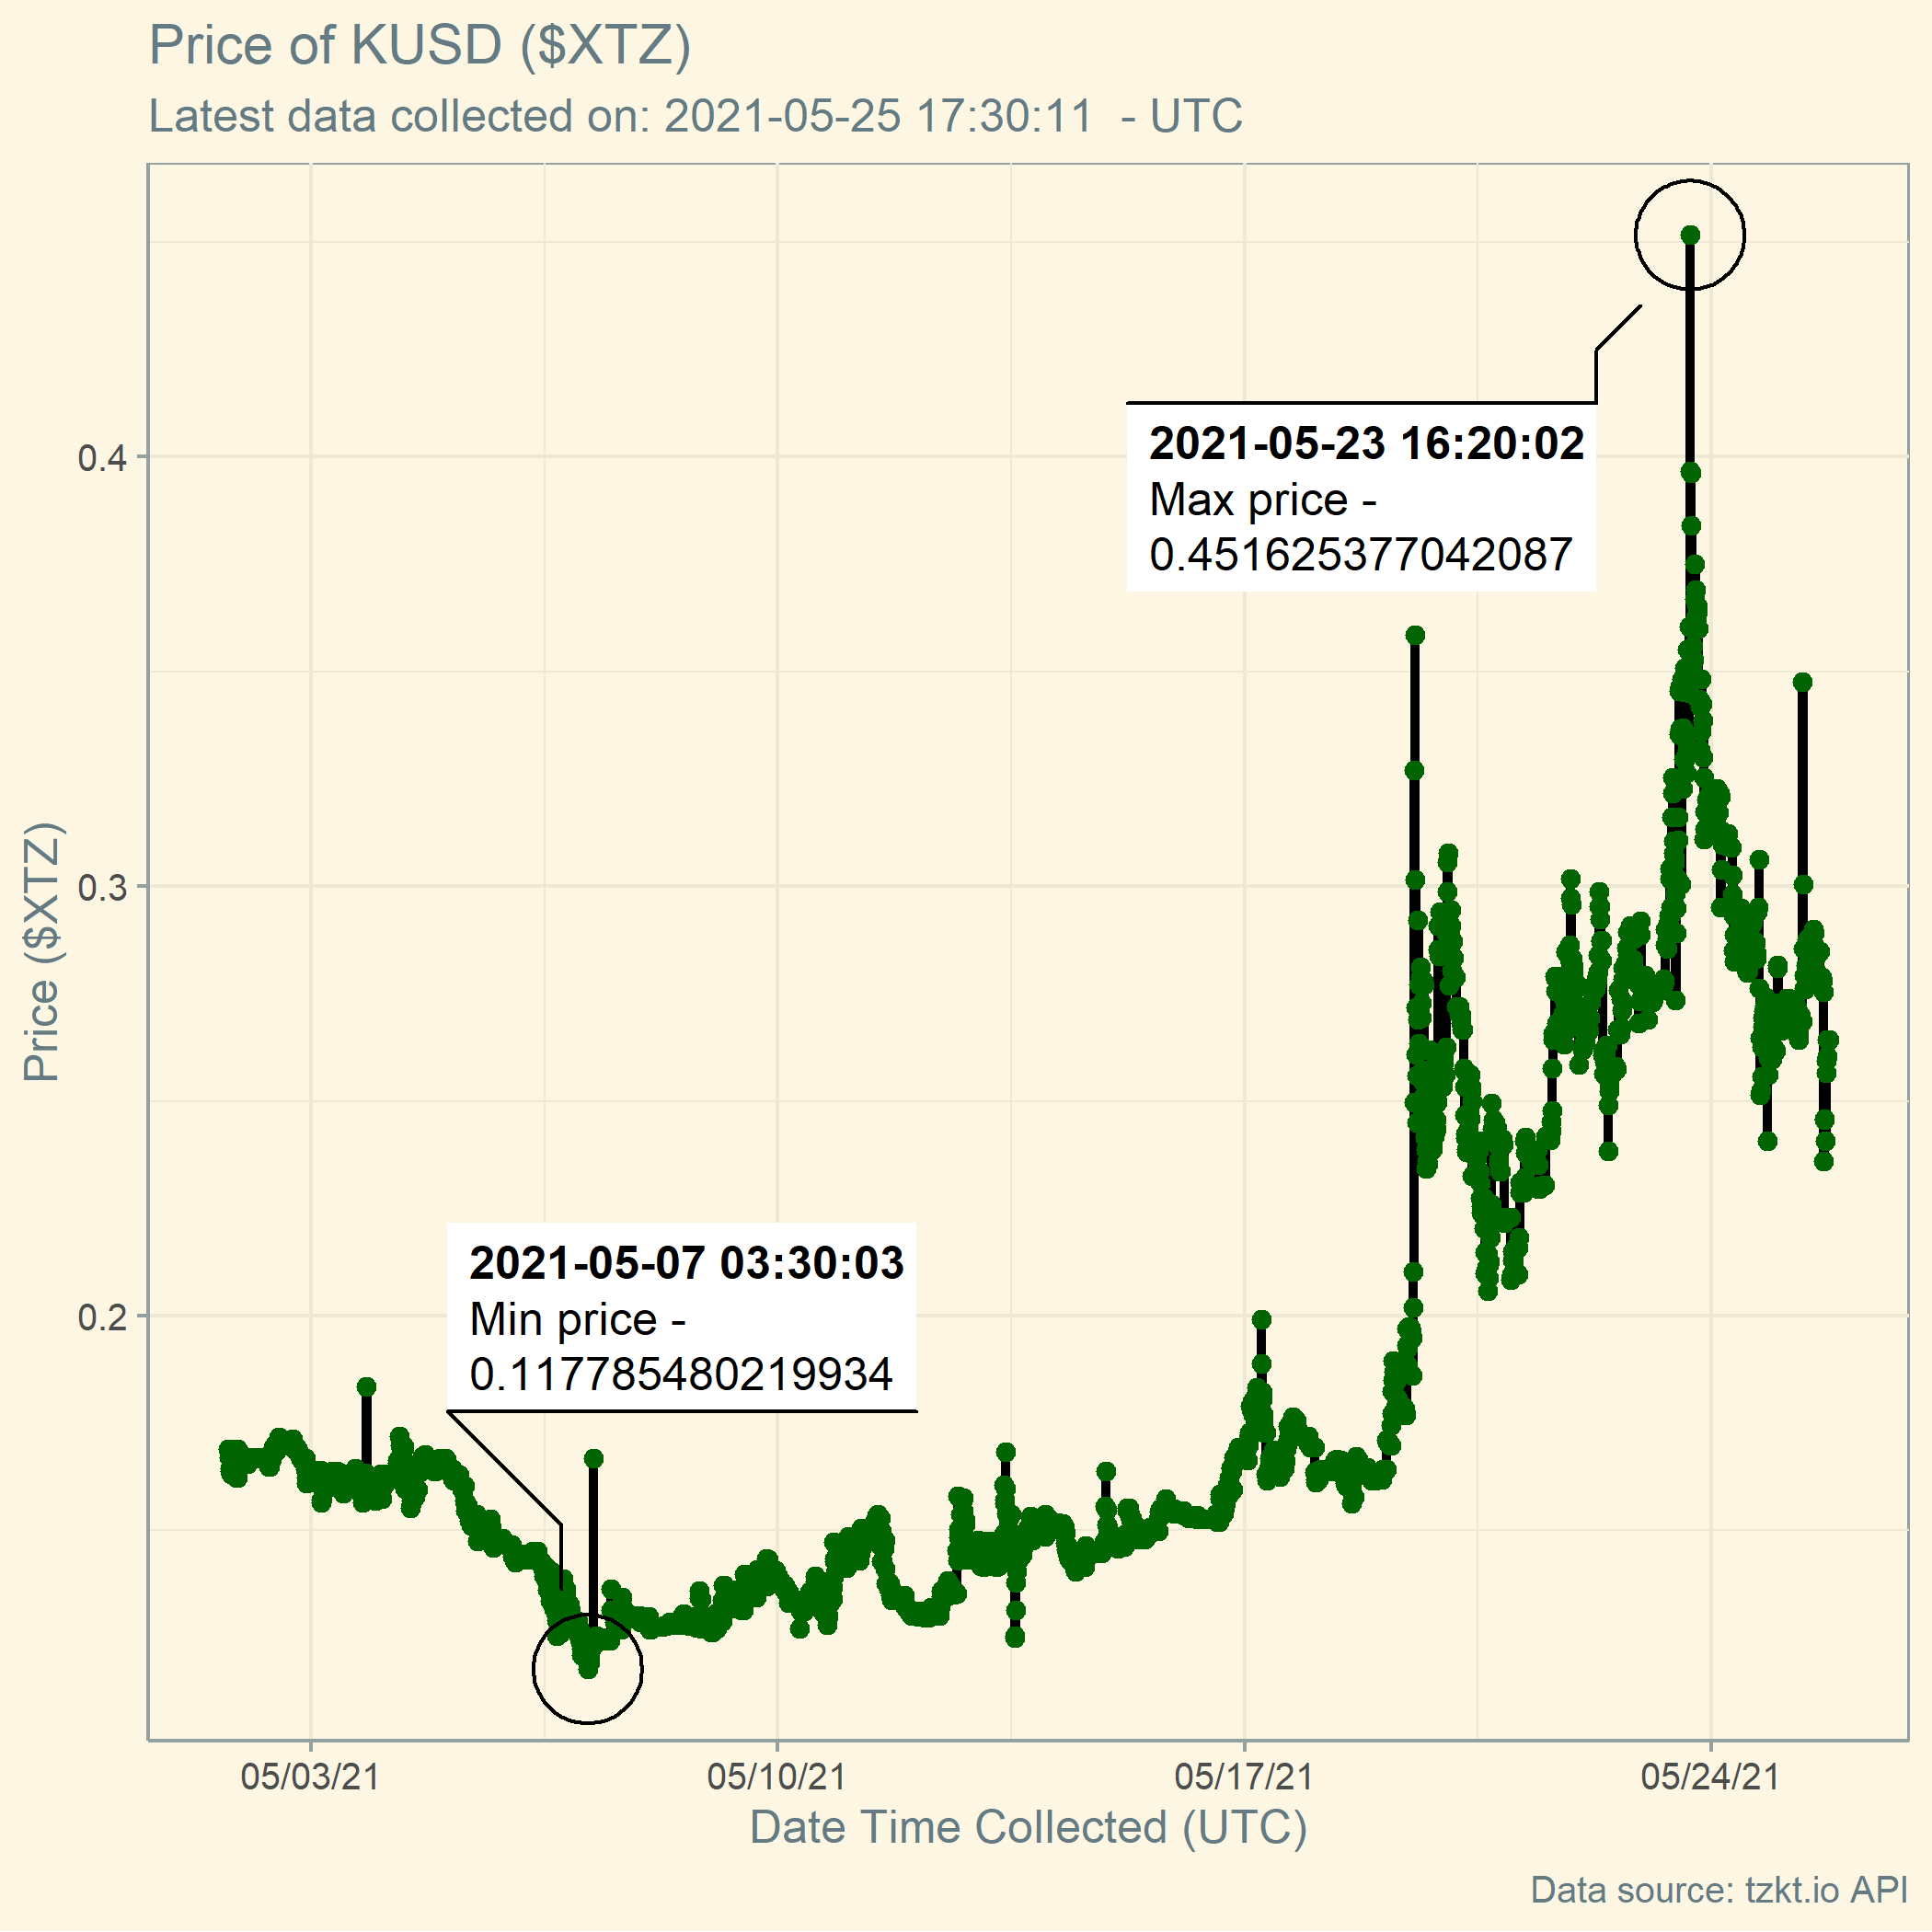 Price of KUSD ($XTZ)
Latest data collected on: 2021-05-25 17:30:11  - UTC
2021-05-23 16:20:02
Max price -
0.451625377042087
0.4
0.3
2021-05-07 03:30:03
Min price -
0.117785480219934
0.2
Price ($XTZ)
05/03/21
05/10/21
05/17/21
05/24/21
Date Time Collected (UTC)
Data source: tzkt.io API